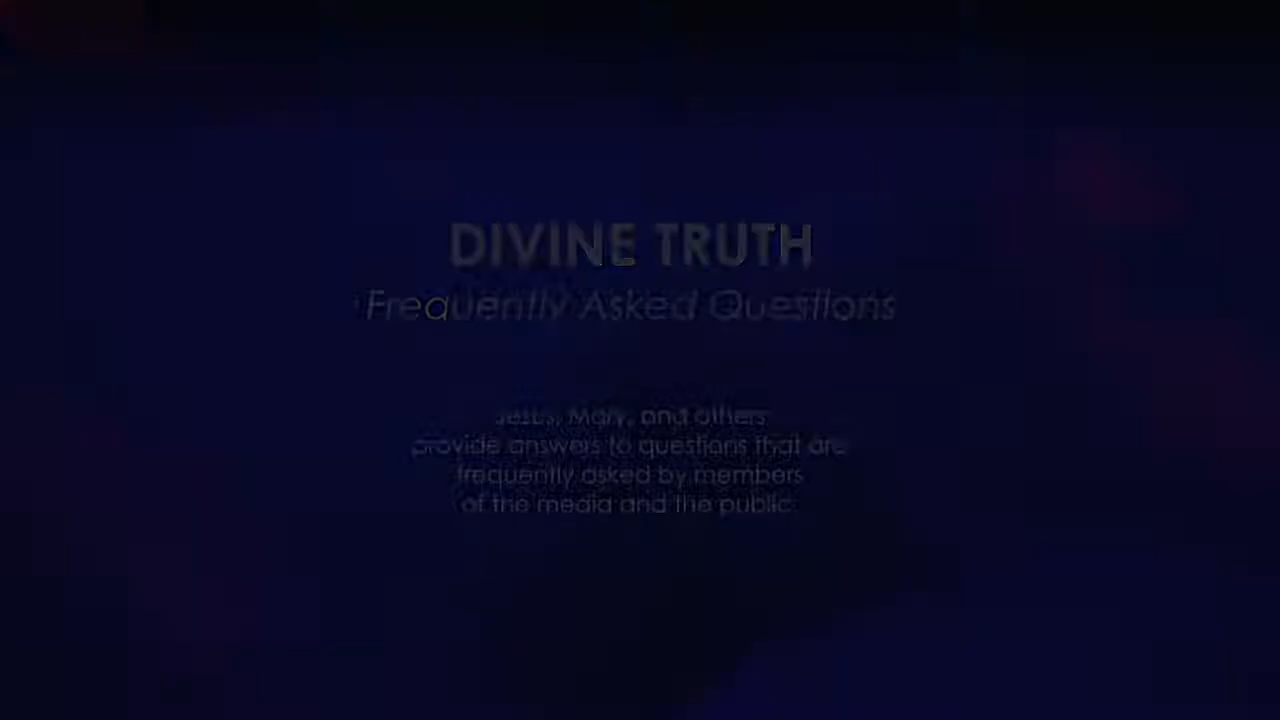 DIVINE TRUTH
Frequently Asked Questions
Jesus, Mary, and others
provide answers to questions that are
frequently asked by members
of the media and the public